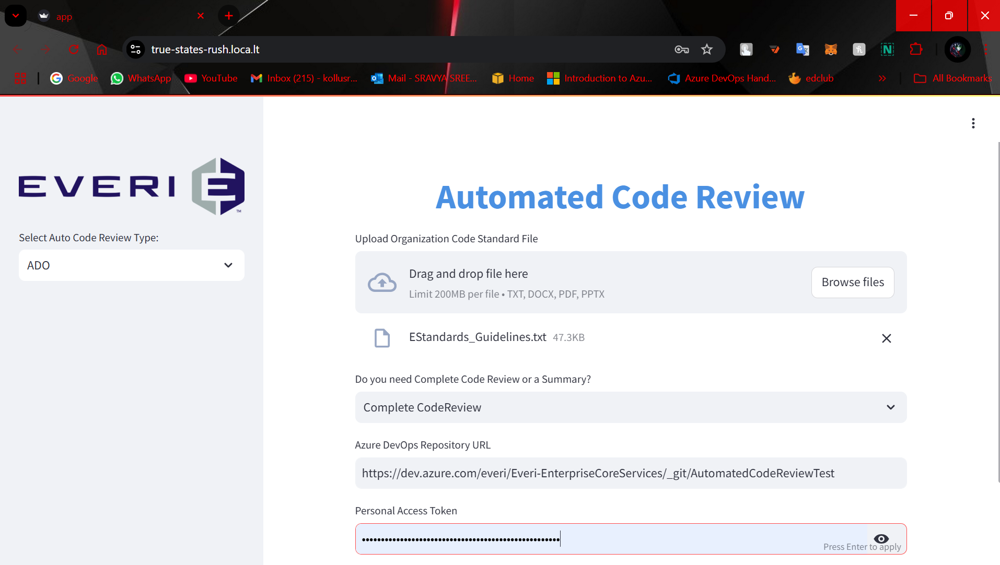 app
true-states-rush.loca.lt
Google
WhatsApp
YouTube
Inbox (215) - kollusr...
Mail - SRAVYA SREE...
Home
Introduction to Azu...
Azure DevOps Hand...
edclub
»
All Bookmarks
EVERI
TM
Select Auto Code Review Type:
ADO
Automated Code Review
Upload Organization Code Standard File
Drag and drop file here
Limit 200MB per file • TXT, DOCX, PDF, PPTX
Browse files
EStandards_Guidelines.txt 47.3KB
Do you need Complete Code Review or a Summary?
Complete CodeReview
Azure DevOps Repository URL
https://dev.azure.com/everi/Everi-EnterpriseCoreServices/_git/AutomatedCodeReviewTest
Personal Access Token
Press Enter to apply